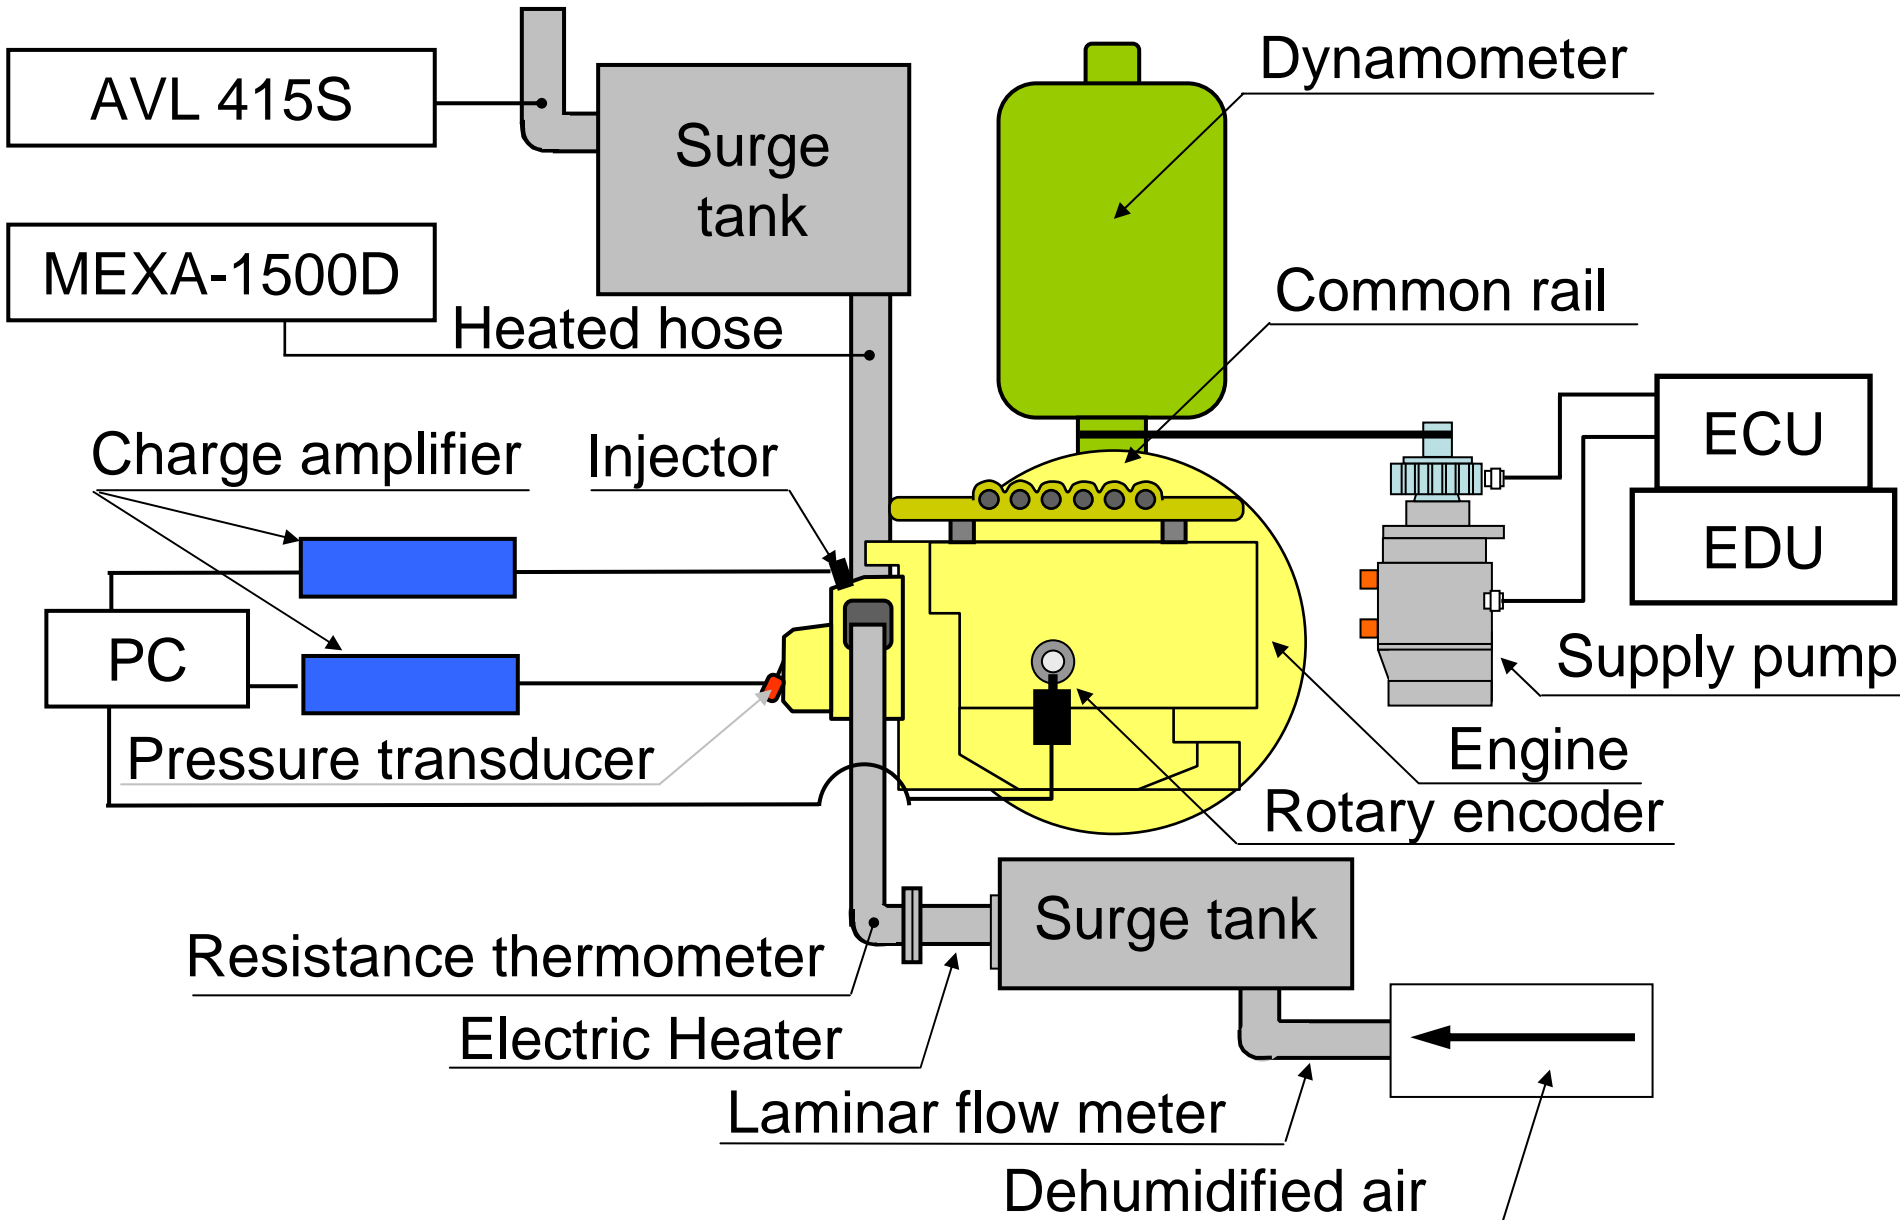 Dynamometer
AVL 415S
Surge
tank
MEXA-1500D
Common rail
Heated hose
ECU
Charge amplifier
Injector
EDU
PC
Supply pump
Pressure transducer
Engine
Rotary encoder
Surge tank
Resistance thermometer
Electric Heater
Laminar flow meter
Dehumidified air